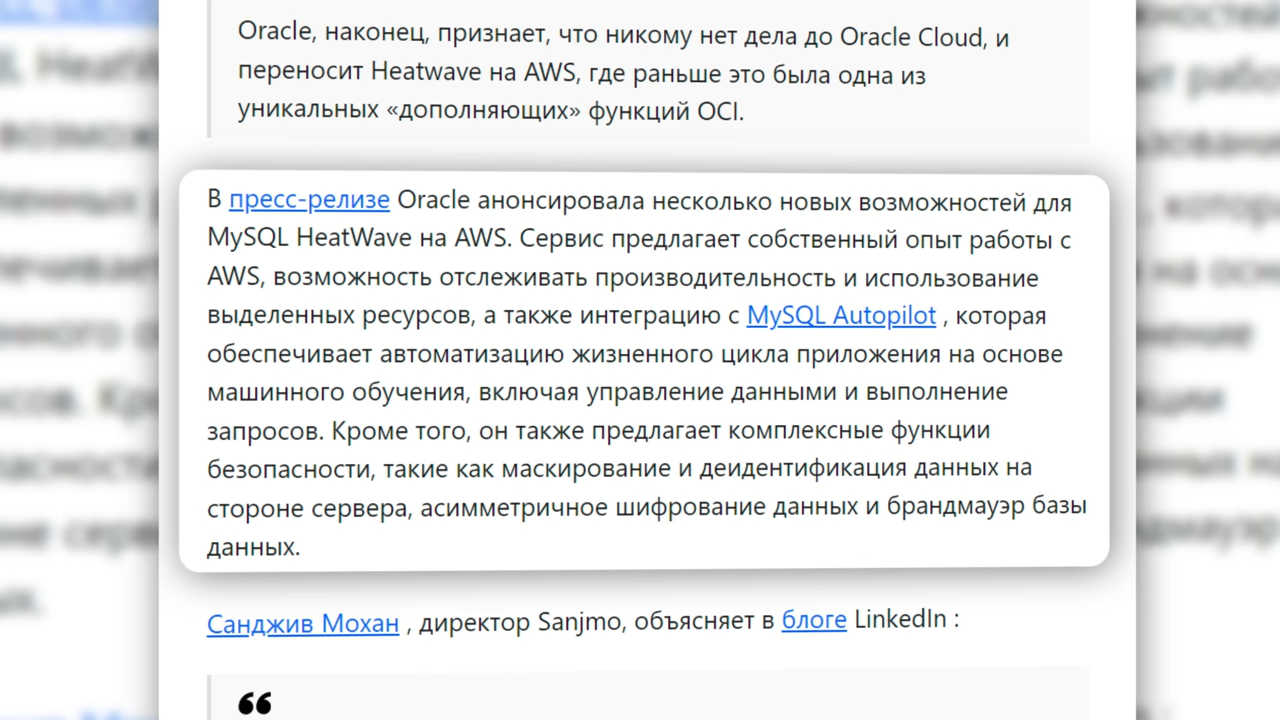 Oracle, наконец, признает, что никому нет дела до Oracle Cloud, и
переносит Heatwave на AWS, где раньше это была одна из
уникальных «дополняющих» функций OCI.
В пресс-релизе Oracle анонсировала несколько новых возможностей для
MySQL HeatWave на AWS. Сервис предлагает собственный опыт работы с
AWS, возможность отслеживать производительность и использование
выделенных ресурсов, а также интеграцию с MySQL Autopilot , которая
обеспечивает автоматизацию жизненного цикла приложения на основе
машинного обучения, включая управление данными и выполнение
запросов. Кроме того, он также предлагает комплексные функции
безопасности, такие как маскирование и деидентификация данных на
стороне сервера, асимметричное шифрование данных и брандмауэр базы
данных.
Санджив Мохан , директор Sanjmo, объясняет в блоге LinkedIn :
“